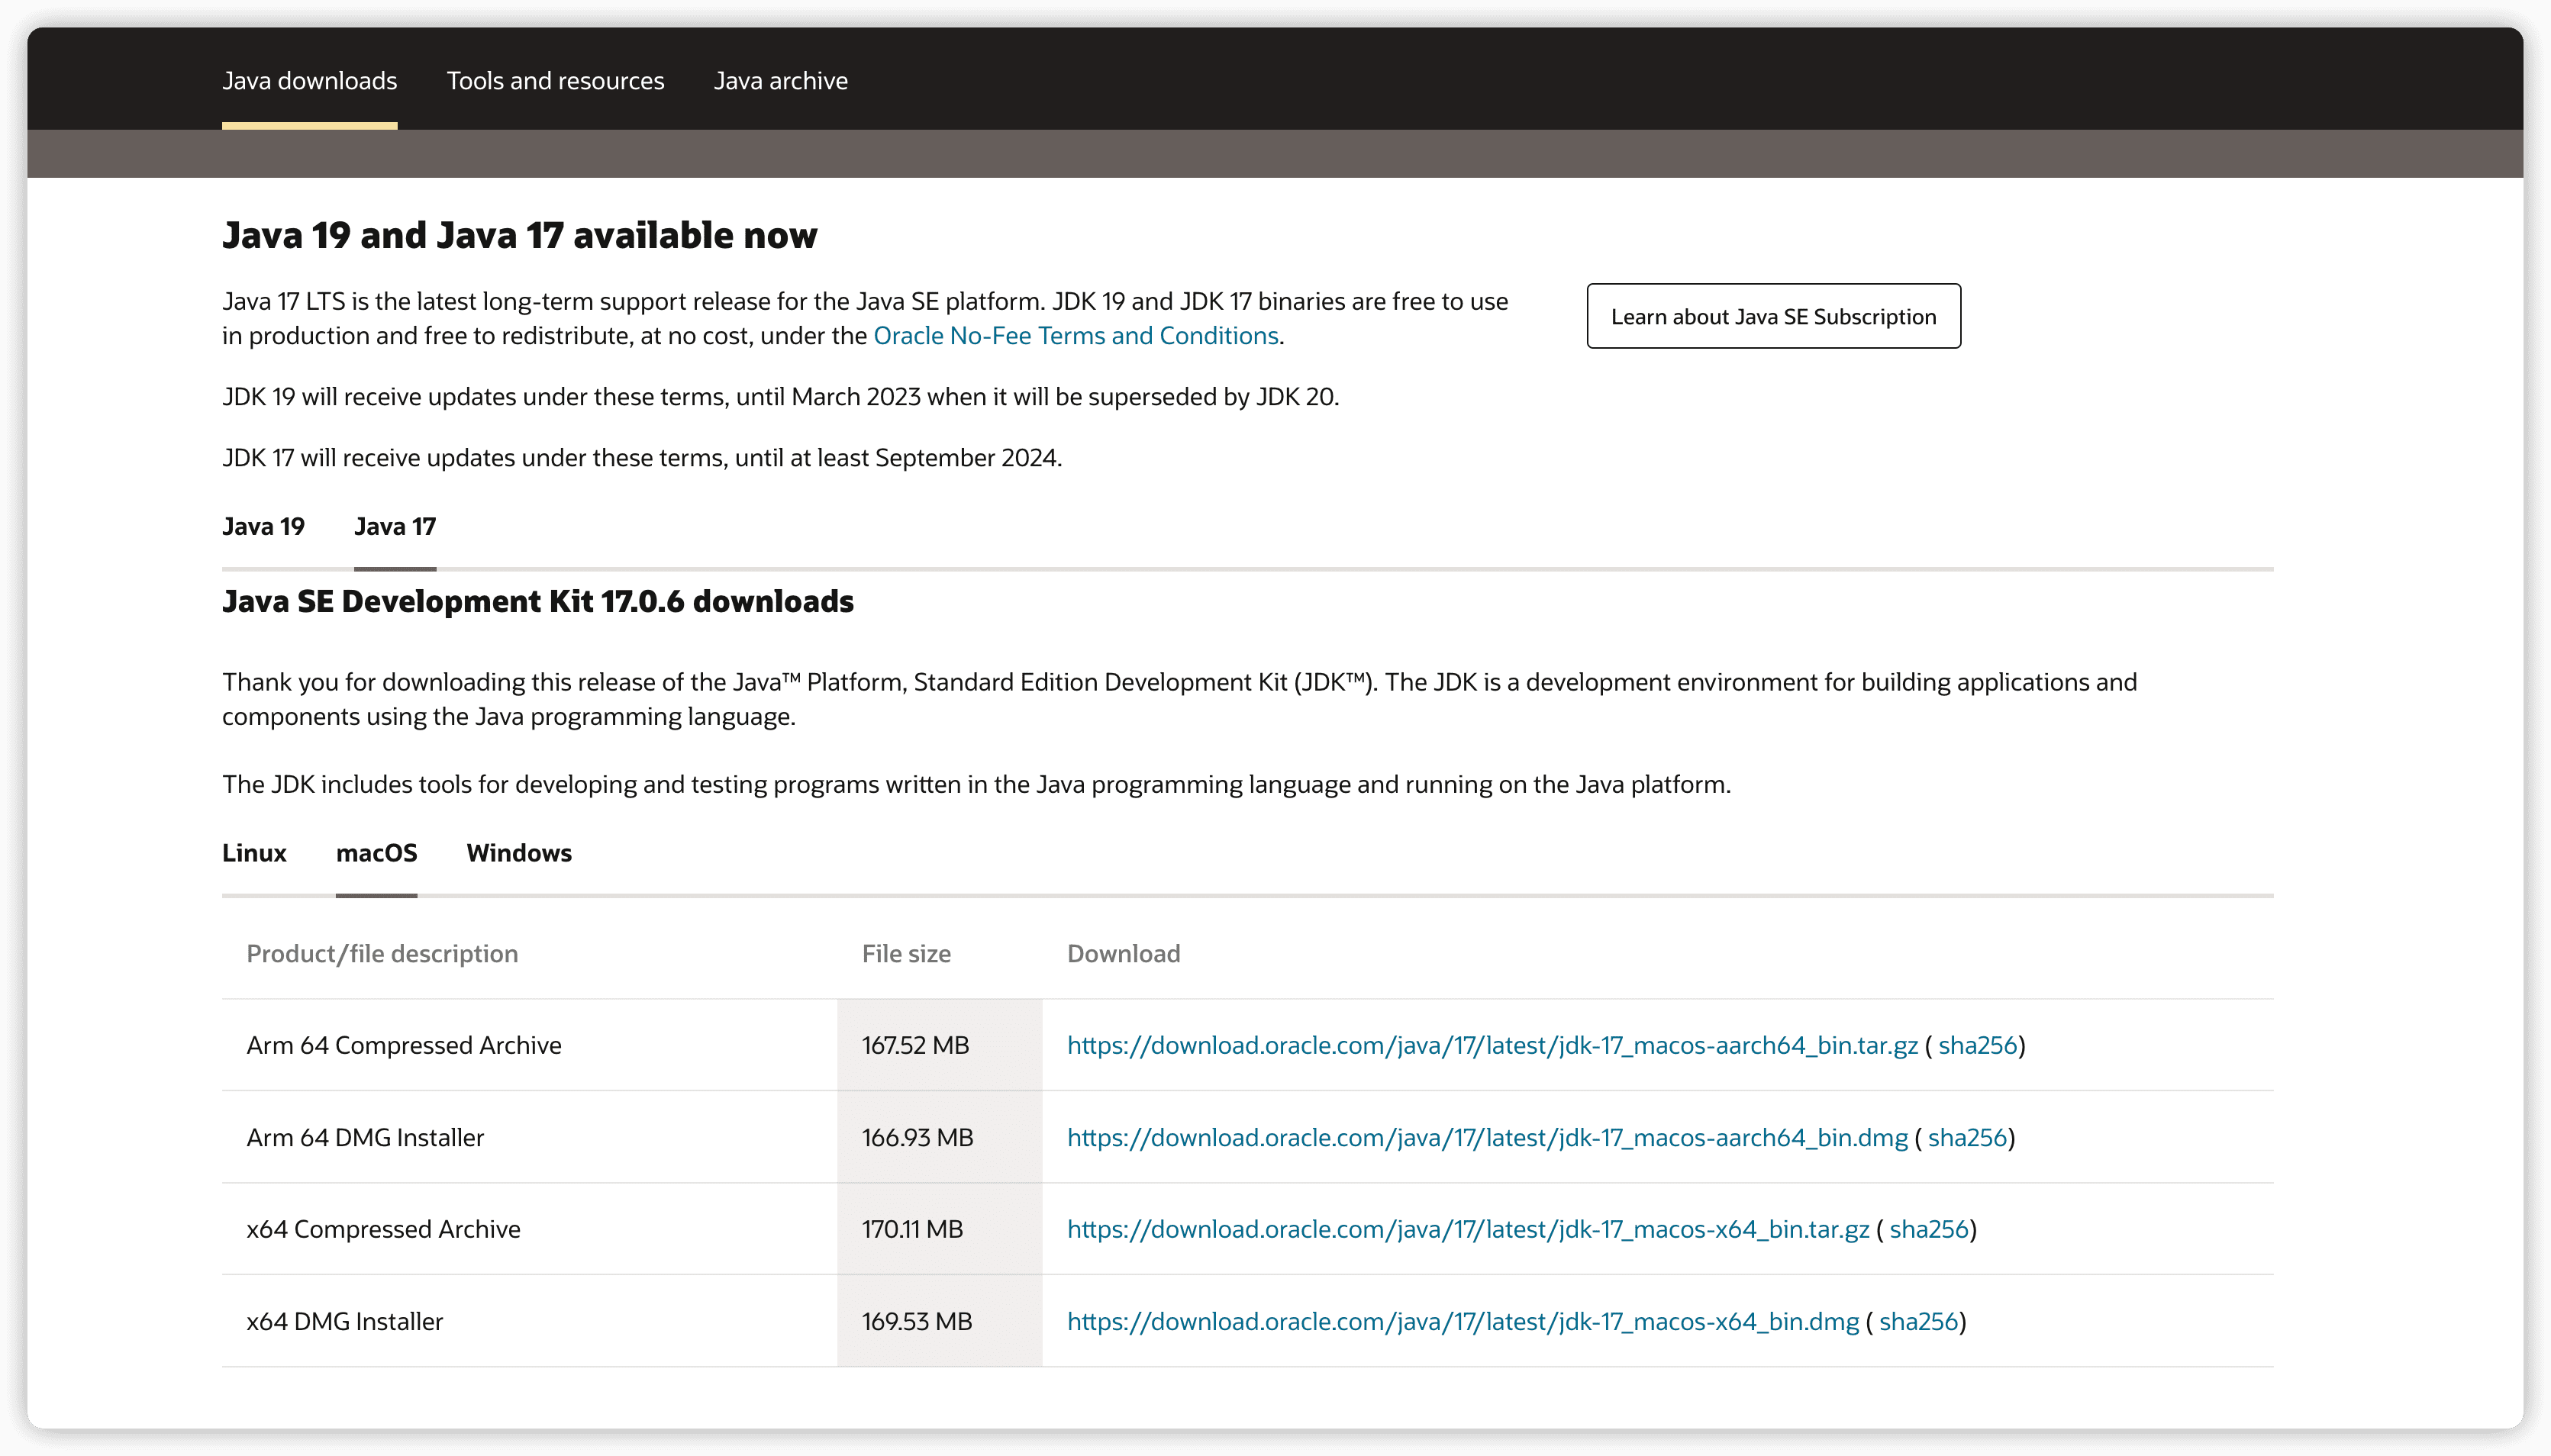 Java downloads Tools and resources Java archive
Java 19 and Java 17 available now
Java 17 LTS is the latest long-term support release for the Java SE platform. JDK 19 and JDK 17 binaries are free to use
in production and free to redistribute, at no cost, under the Oracle No-Fee Terms and Conditions.
Learn about Java SE Subscription
JDK 19 will receive updates under these terms, until March 2023 when it will be superseded by JDK 20.
JDK 17 will receive updates under these terms, until at least September 2024.
Java 19 Java 17
Java SE Development Kit 17.0.6 downloads
Thank you for downloading this release of the Java™ Platform, Standard Edition Development Kit (JDK™). The JDK is a development environment for building applications and
components using the Java programming language.
The JDK includes tools for developing and testing programs written in the Java programming language and running on the Java platform.
Linux macOS Windows
Product/file description File size Download
Arm 64 Compressed Archive 167.52 MB https://download.oracle.com/java/17/latest/jdk-17_macos-aarch64_bin.tar.gz ( sha256)
Arm 64 DMG Installer 166.93 MB https://download.oracle.com/java/17/latest/jdk-17_macos-aarch64_bin.dmg ( sha256)
x64 Compressed Archive 170.11 MB https://download.oracle.com/java/17/latest/jdk-17_macos-x64_bin.tar.gz ( sha256)
x64 DMG Installer 169.53 MB https://download.oracle.com/java/17/latest/jdk-17_macos-x64_bin.dmg ( sha256)